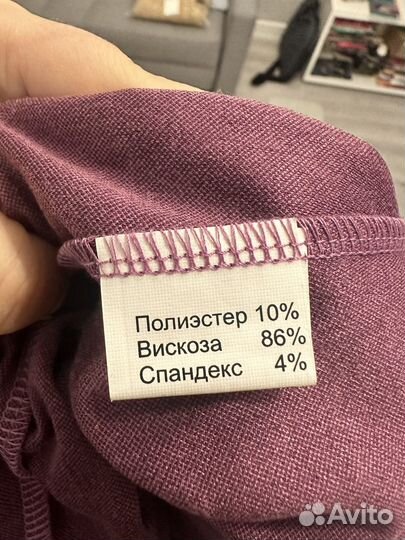 Полиэстер 10%
Вискоза 86%
Спандекс 4%
Avito